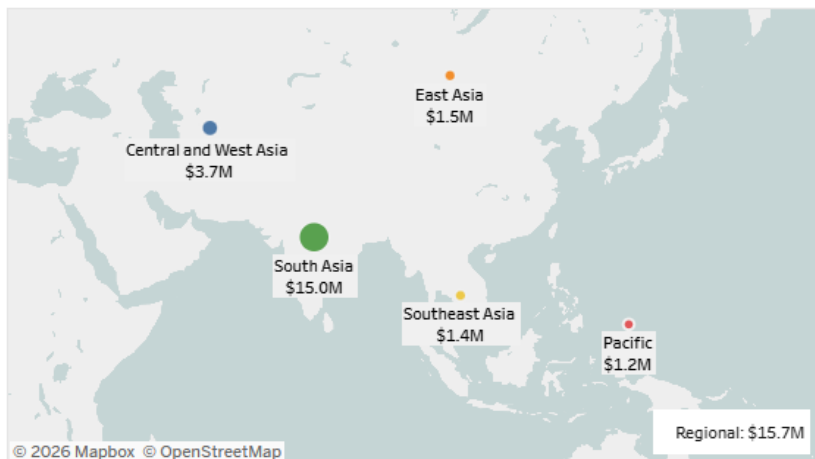 East Asia
$1.5M
Central and West Asia
$3.7M
South Asia
$15.0M
Southeast Asia
$1.4M
Pacific
$1.2M
Regional: $15.7M
© 2026 Mapbox © OpenStreetMap